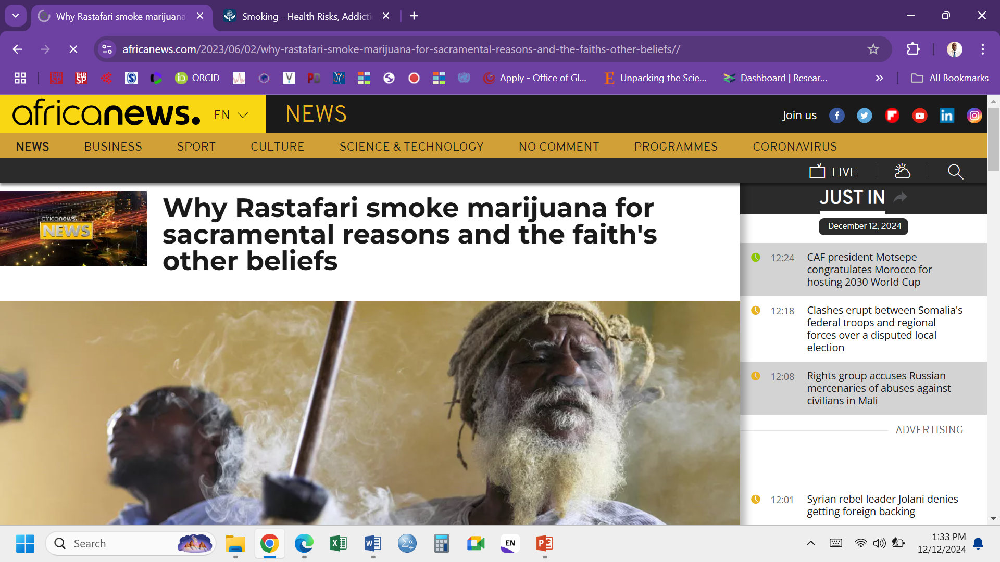 Why Rastafari smoke marijuana
Smoking - Health Risks, Addicti
africanews.com/2023/06/02/why-rastafari-smoke-marijuana-for-sacramental-reasons-and-the-faiths-other-beliefs//
THB
SP
THB
SP
S
iD ORCID
Y
PD
Apply - Office of Gl...
E Unpacking the Scie...
Dashboard | Resear...
»
All Bookmarks
africanews. EN
NEWS
Join us
NEWS BUSINESS SPORT CULTURE SCIENCE & TECHNOLOGY NO COMMENT PROGRAMMES CORONAVIRUS
LIVE
africanews.
NEWS
Why Rastafari smoke marijuana for
sacramental reasons and the faith's
other beliefs
JUST IN
December 12, 2024
12:24 CAF president Motsepe
congratulates Morocco for
hosting 2030 World Cup
12:18 Clashes erupt between Somalia's
federal troops and regional
forces over a disputed local
election
12:08 Rights group accuses Russian
mercenaries of abuses against
civilians in Mali
ADVERTISING
12:01 Syrian rebel leader Jolani denies
getting foreign backing
Search
EN
1:33 PM
12/12/2024